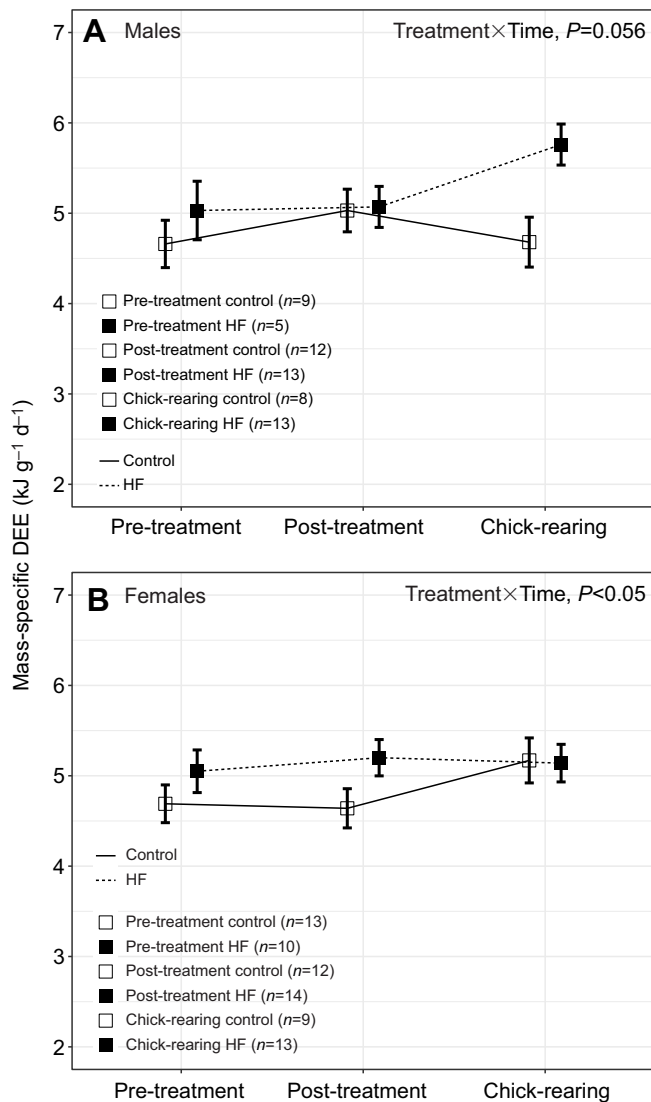 Mass-specific DEE (kJ g⁻¹ d⁻¹)
A Males Treatment×Time, P=0.056
7
6
5
4
3
2
Pre-treatment control (n=9)
Pre-treatment HF (n=5)
Post-treatment control (n=12)
Post-treatment HF (n=13)
Chick-rearing control (n=8)
Chick-rearing HF (n=13)
Control
HF
Pre-treatment Post-treatment Chick-rearing
B Females Treatment×Time, P<0.05
7
6
5
4
3
2
Control
HF
Pre-treatment control (n=13)
Pre-treatment HF (n=10)
Post-treatment control (n=12)
Post-treatment HF (n=14)
Chick-rearing control (n=9)
Chick-rearing HF (n=13)
Pre-treatment Post-treatment Chick-rearing